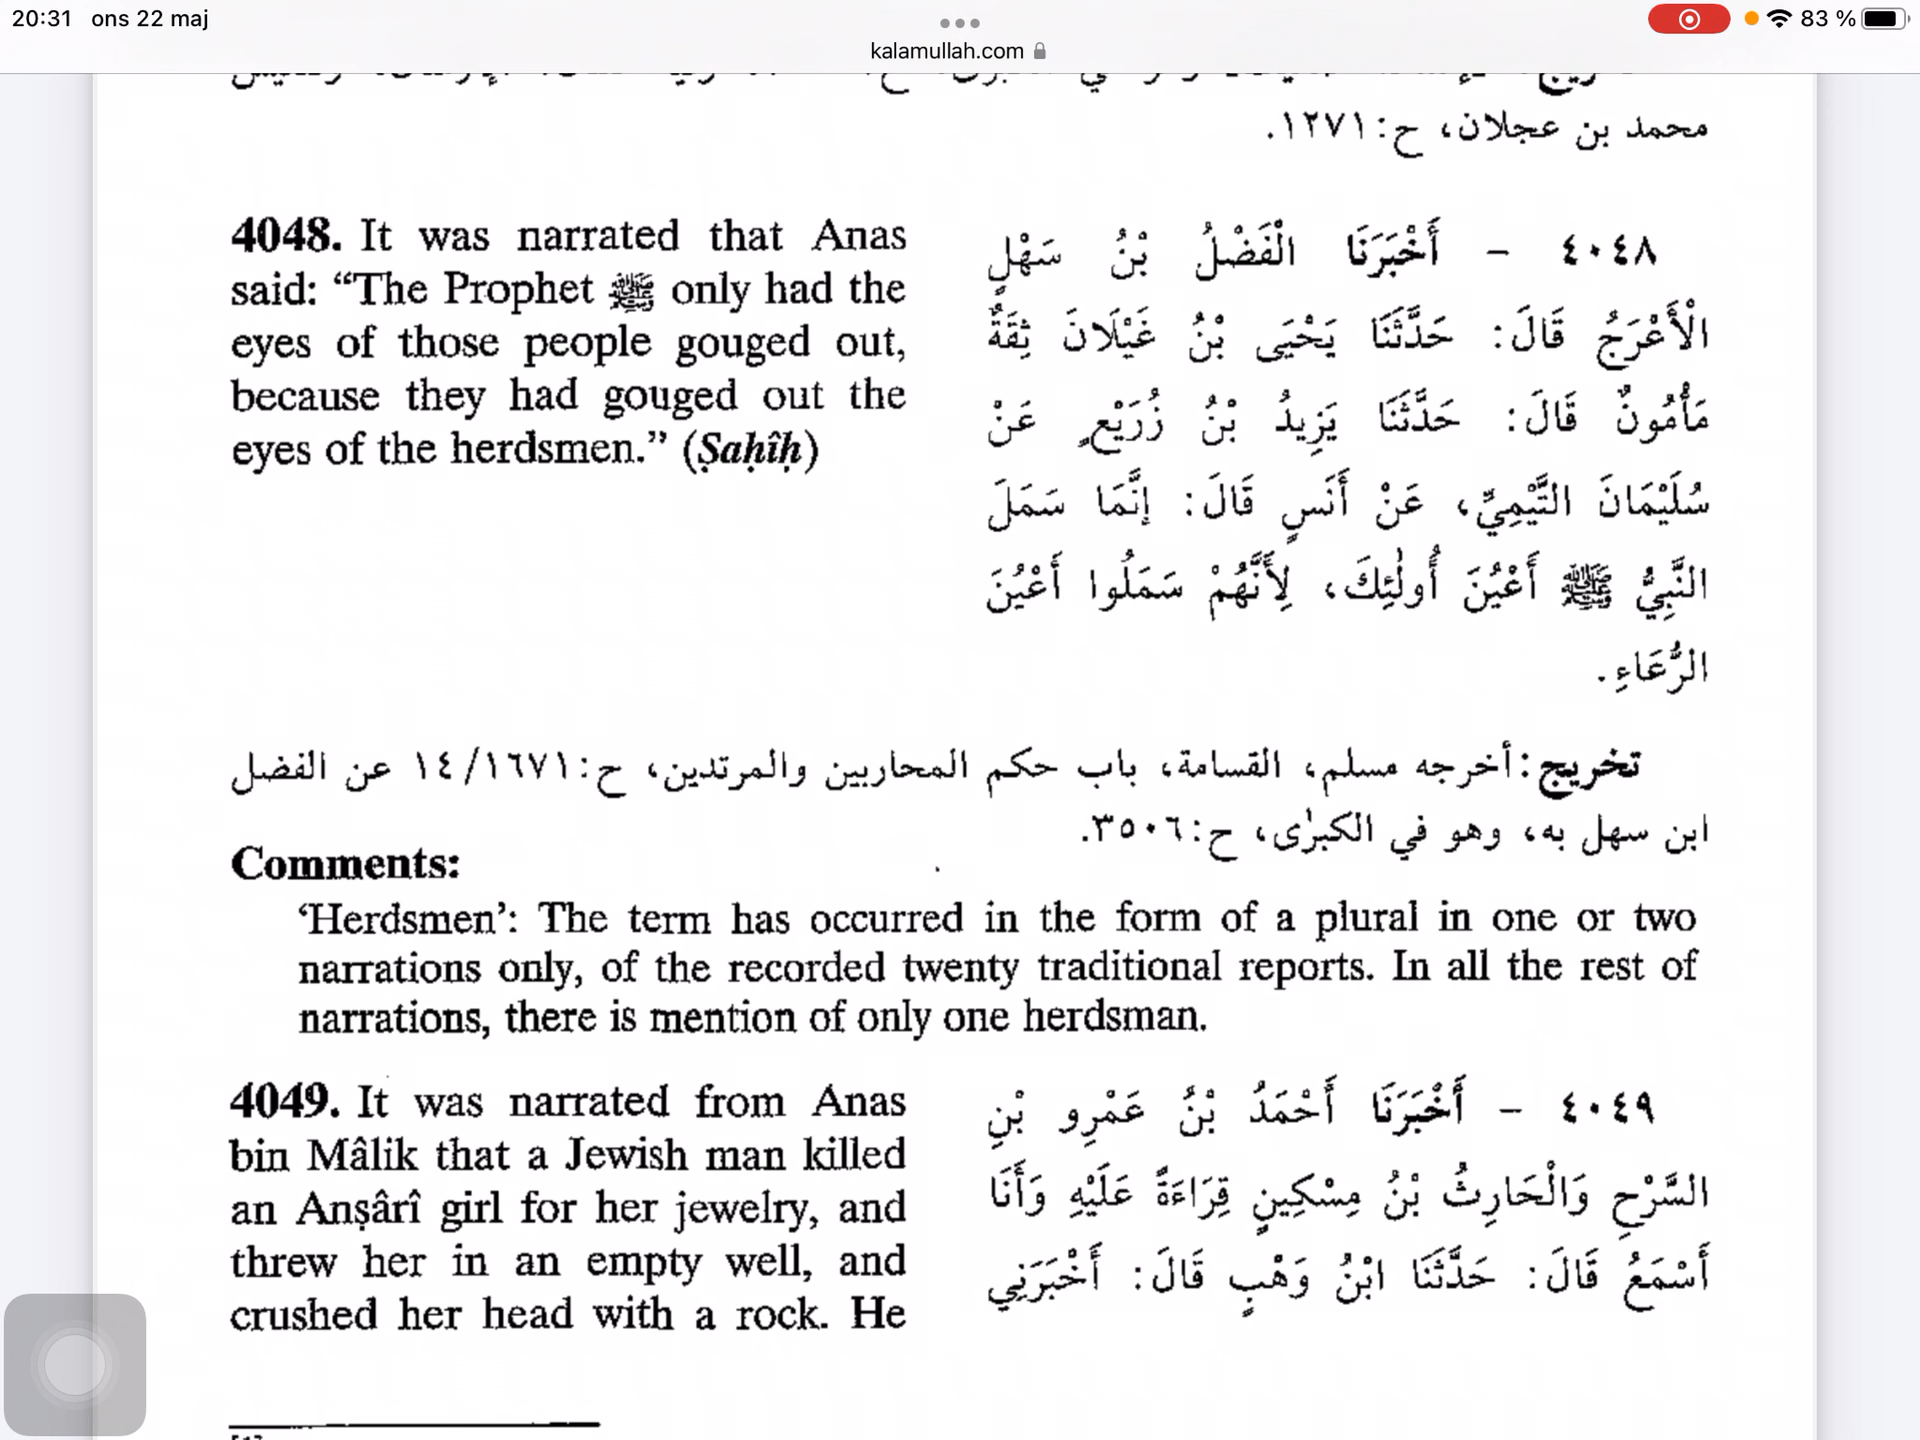 20:31 ons 22 maj
83 %
kalamullah.com
محمد بن عجلان، ح:١٢٧١.
4048. It was narrated that Anas
said: “The Prophet ﷺ only had the
eyes of those people gouged out,
because they had gouged out the
eyes of the herdsmen.” (Ṣaḥîḥ)
٤٠٤٨ – أَخْبَرَنَا الْفَضْلُ بْنُ سَهْلٍ
الْأَعْرَجُ قَالَ: حَدَّثَنَا يَحْيَى بْنُ غَيْلَانَ ثِقَةٌ
مَأْمُونٌ قَالَ: حَدَّثَنَا يَزِيدُ بْنُ زُرَيْعٍ عَنْ
سُلَيْمَانَ التَّيْمِيِّ، عَنْ أَنَسٍ قَالَ: إِنَّمَا سَمَلَ
النَّبِيُّ ﷺ أَعْيُنَ أُولٰئِكَ، لِأَنَّهُمْ سَمَلُوا أَعْيُنَ
الرُّعَاءِ.
تخريج: أخرجه مسلم، القسامة، باب حكم المحاربين والمرتدين، ح:١٤/١٦٧١ عن الفضل
ابن سهل به، وهو في الكبرٰى، ح:٣٥٠٦.
Comments:
‘Herdsmen’: The term has occurred in the form of a plural in one or two
narrations only, of the recorded twenty traditional reports. In all the rest of
narrations, there is mention of only one herdsman.
4049. It was narrated from Anas
bin Mâlik that a Jewish man killed
an Anṣârî girl for her jewelry, and
threw her in an empty well, and
crushed her head with a rock. He
٤٠٤٩ – أَخْبَرَنَا أَحْمَدُ بْنُ عَمْرِو بْنِ
السَّرْحِ وَالْحَارِثُ بْنُ مِسْكِينٍ قِرَاءَةً عَلَيْهِ وَأَنَا
أَسْمَعُ قَالَ: حَدَّثَنَا ابْنُ وَهْبٍ قَالَ: أَخْبَرَنِي